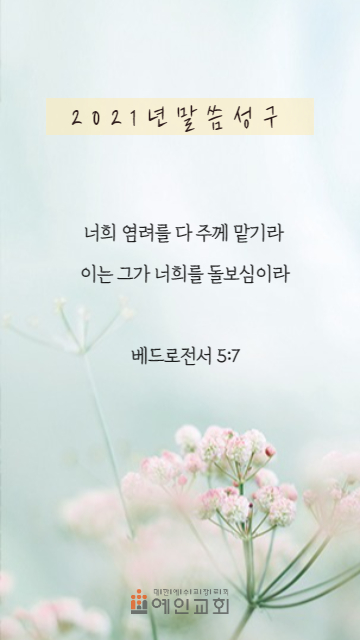 2021년말씀성구
너희 염려를 다 주께 맡기라
이는 그가 너희를 돌보심이라
베드로전서 5:7
예인교회